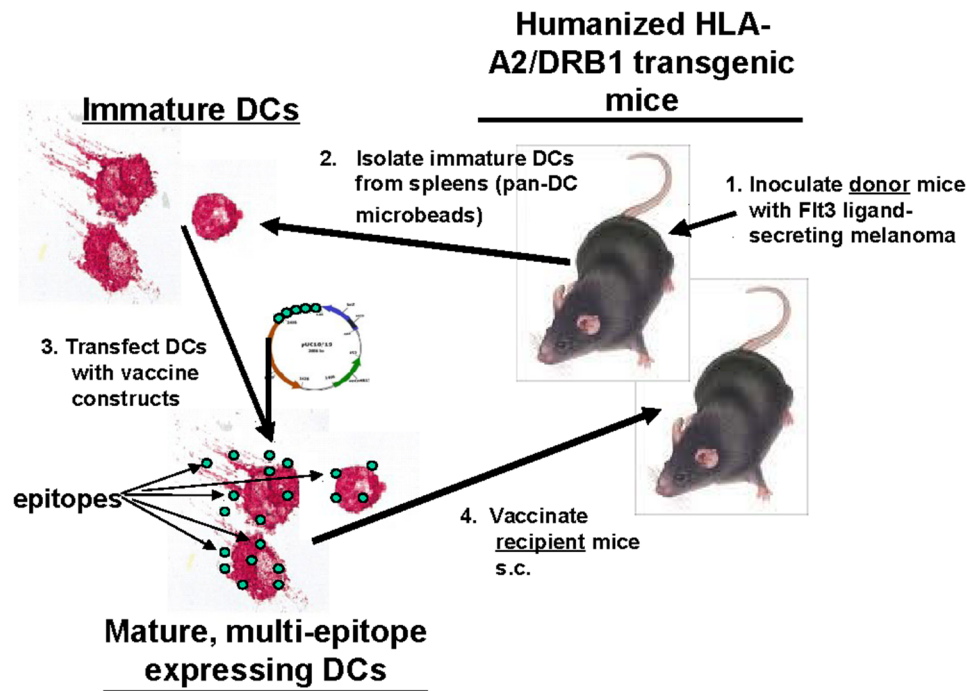 Humanized HLA-
A2/DRB1 transgenic
mice
Immature DCs
2. Isolate immature DCs
from spleens (pan-DC
microbeads)
1. Inoculate donor mice
with Flt3 ligand-
secreting melanoma
3. Transfect DCs
with vaccine
constructs
epitopes
4. Vaccinate
recipient mice
s.c.
Mature, multi-epitope
expressing DCs